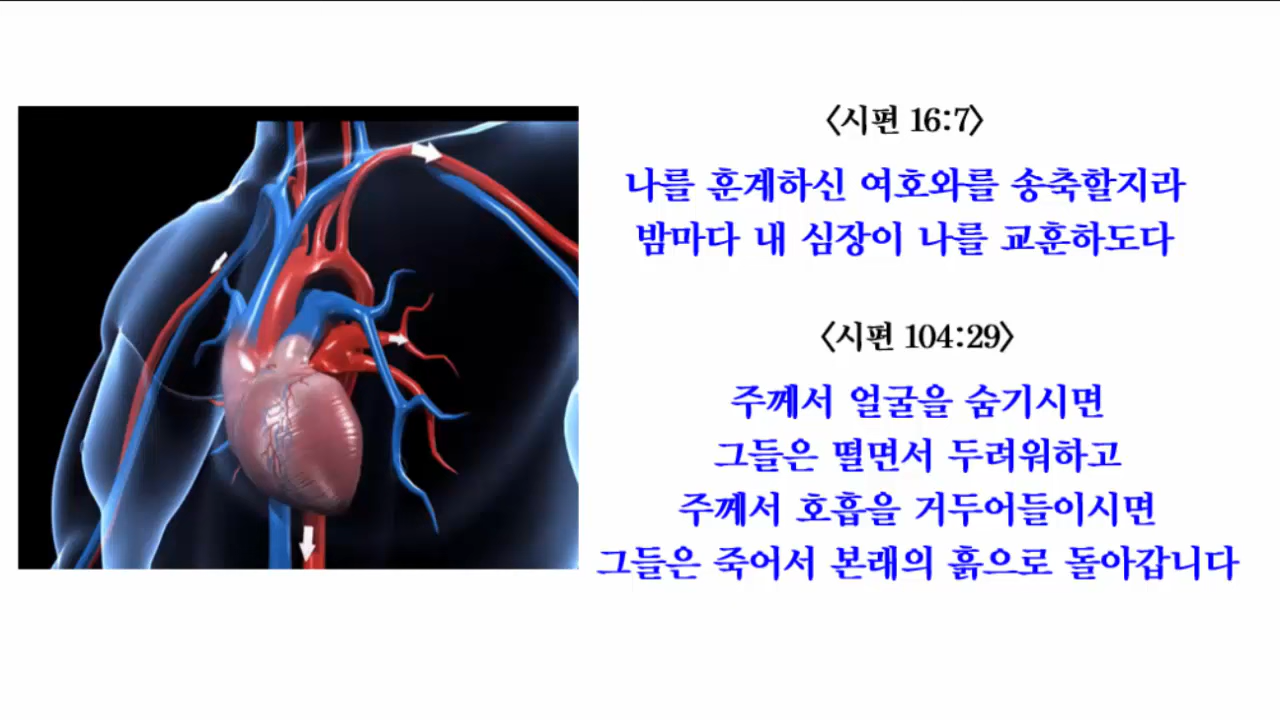 〈시편 16:7〉
나를 훈계하신 여호와를 송축할지라
밤마다 내 심장이 나를 교훈하도다
〈시편 104:29〉
주께서 얼굴을 숨기시면
그들은 떨면서 두려워하고
주께서 호흡을 거두어들이시면
그들은 죽어서 본래의 흙으로 돌아갑니다